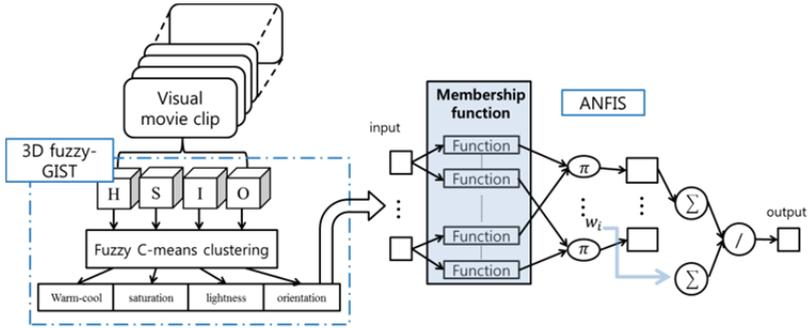 Visual
movie clip
3D fuzzy-
GIST
H S I O
Fuzzy C-means clustering
Warm-cool saturation lightness orientation
input
Membership
function
Function
Function
Function
Function
ANFIS
π
π
wi
∑
∑
/
output